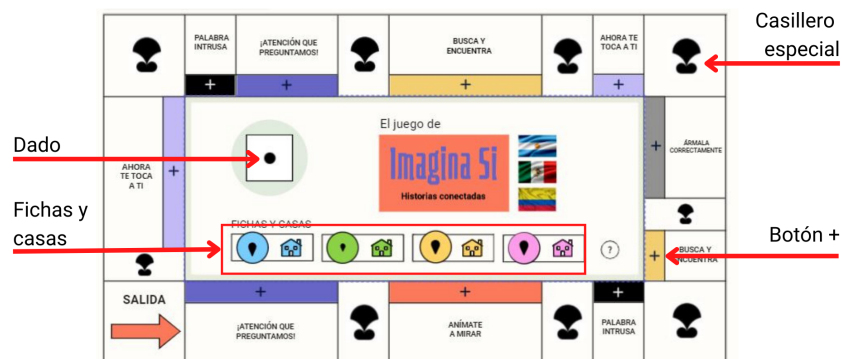 Casillero
especial
PALABRA
INTRUSA
¡ATENCIÓN QUE
PREGUNTAMOS!
BUSCA Y
ENCUENTRA
AHORA TE
TOCA A TI
+
+
+
+
Dado
AHORA
TE TOCA
A TI
+
El juego de
Imagina Si
Historias conectadas
+
ÁRMALA
CORRECTAMENTE
Fichas y
casas
FICHAS Y CASAS
?
Botón +
+
BUSCA Y
ENCUENTRA
SALIDA
+
+
+
¡ATENCIÓN QUE
PREGUNTAMOS!
ANÍMATE
A MIRAR
PALABRA
INTRUSA